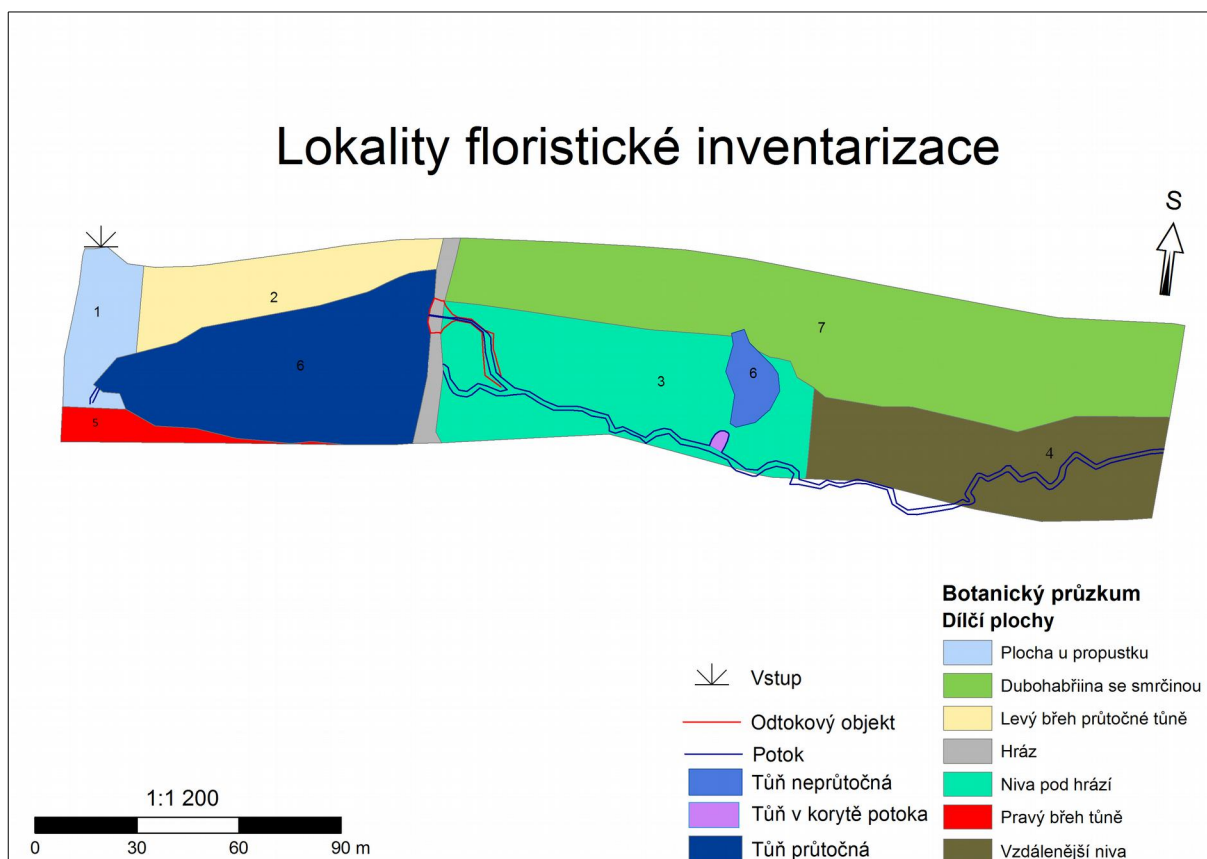 Lokality floristické inventarizace
S
1
2
6
3
6
7
5
4
Vstup
Odtokový objekt
Potok
Tůň neprůtočná
Tůň v korytě potoka
Tůň průtočná
Botanický průzkum
Dílčí plochy
Plocha u propustku
Dubohabřiina se smrčinou
Levý břeh průtočné tůně
Hráz
Niva pod hrází
Pravý břeh tůně
Vzdálenější niva
1:1 200
0 30 60 90 m